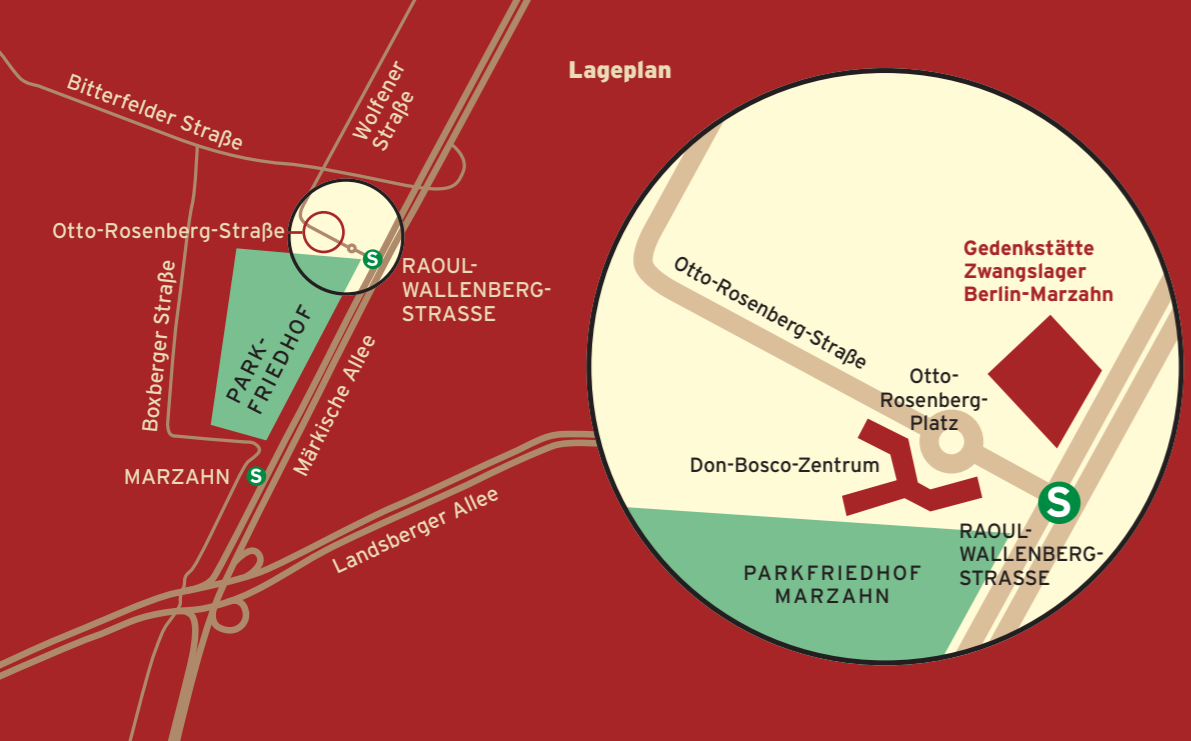 Lageplan
Bitterfelder Straße
Wolfener
Straße
Otto-Rosenberg-Straße
S
RAOUL-
WALLENBERG-
STRASSE
Boxberger Straße
PARK-
FRIEDHOF
Märkische Allee
MARZAHN
S
Landsberger Allee
Gedenkstätte
Zwangslager
Berlin-Marzahn
Otto-Rosenberg-Straße
Otto-
Rosenberg-
Platz
Don-Bosco-Zentrum
S
RAOUL-
WALLENBERG-
STRASSE
PARKFRIEDHOF
MARZAHN